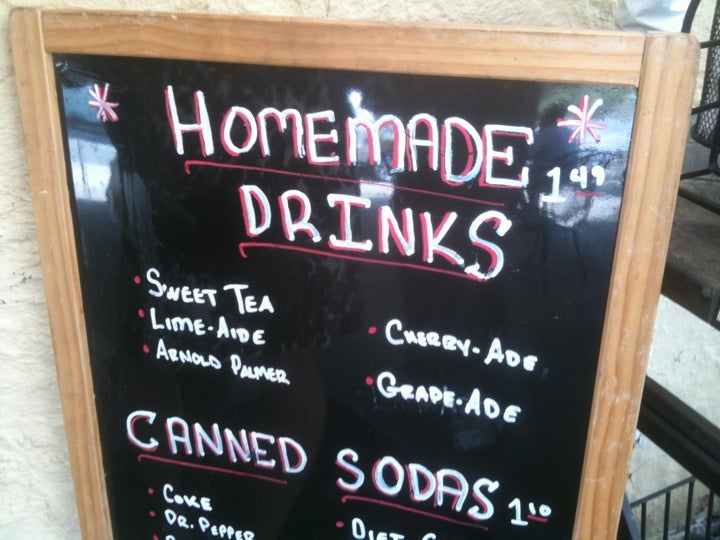 HOMEMADE
DRINKS 1.49
• SWEET TEA
• LIME-AIDE
• ARNOLD PALMER
• CHERRY-ADE
• GRAPE-ADE
CANNED SODAS 1.10
• COKE
• DR. PEPPER
• DIET